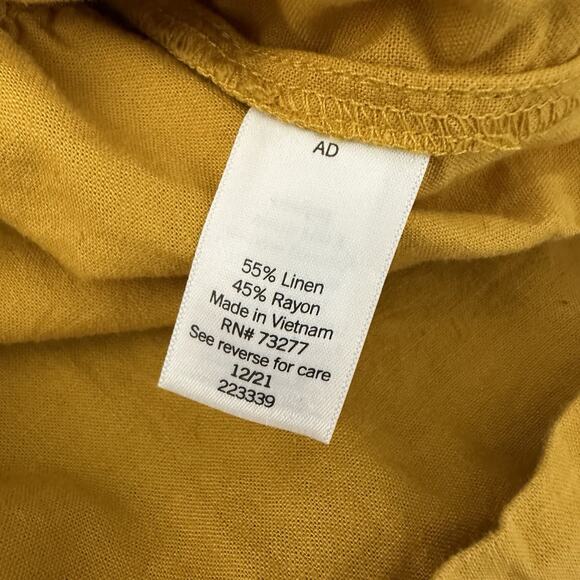 AD
55% Linen
45% Rayon
Made in Vietnam
RN# 73277
See reverse for care
12/21
223339